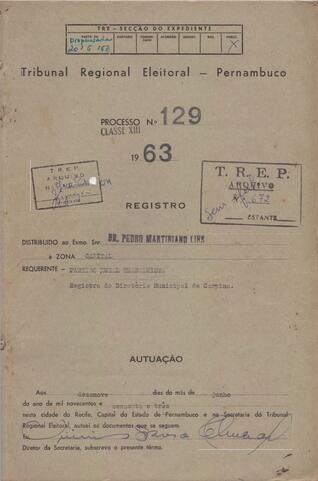 TRE - SECÇÃO DO EXPEDIENTE
Tribunal Regional Eleitoral — Pernambuco
PROCESSO N.º 129
CLASSE XIII
1963
T. R. E. P.
ARQUIVO
T. R. E. P.
ARQUIVO
ESTANTE
REGISTRO
DISTRIBUIDO ao Exmo. Snr. DR. PEDRO MARTINIANO LINS
à ZONA CAPITAL
REQUERENTE - PARTIDO
Registro do Diretório Municipal de Carpina.
AUTUAÇÃO
Aos dezenove dias do mês de junho
do ano de mil novecentos e sessenta e três
nesta cidade do Recife, Capital do Estado de Pernambuco e na Secretaria do Tribunal
Regional Eleitoral, autuei os documentos que se seguem.
Diretor da Secretaria, subscrevo o presente têrmo.